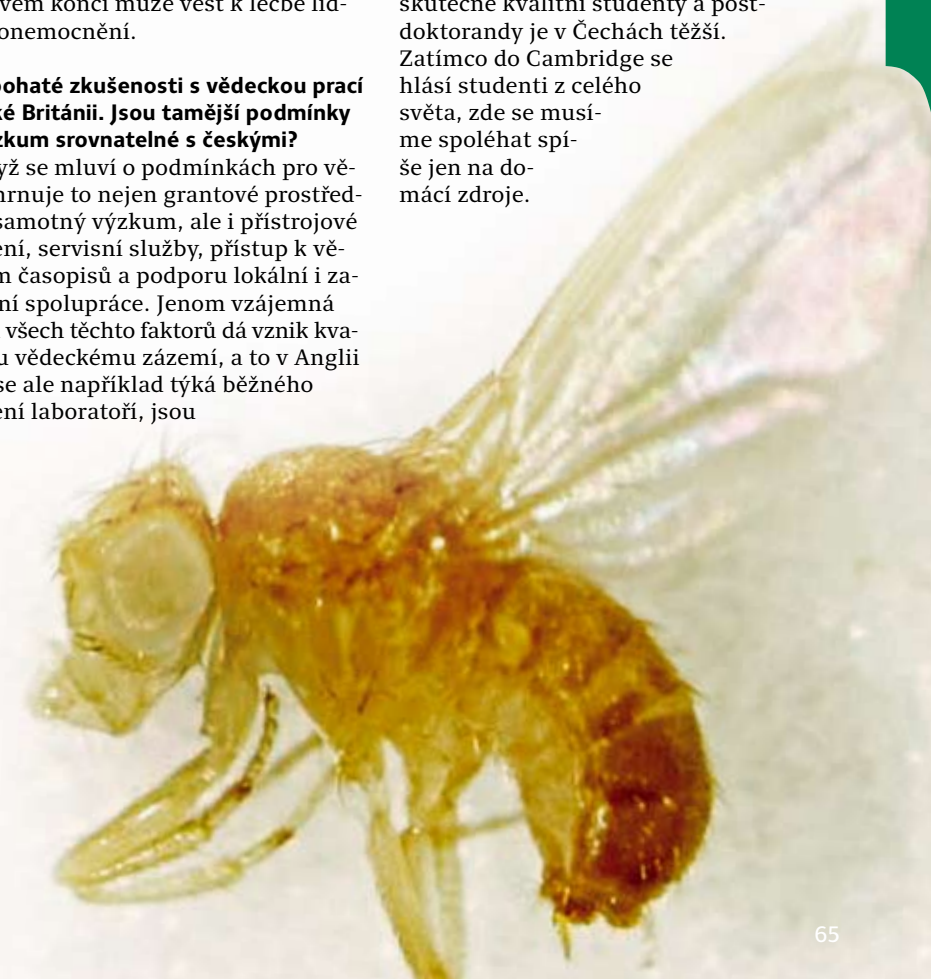 vém konci může vést k léčbě lid-
onemocnění.
bohaté zkušenosti s vědeckou prací
ké Británii. Jsou tamější podmínky
zkum srovnatelné s českými?
yž se mluví o podmínkách pro vě-
hrnuje to nejen grantové prostřed-
samotný výzkum, ale i přístrojové
ení, servisní služby, přístup k vě-
m časopisů a podporu lokální i za-
ní spolupráce. Jenom vzájemná
všech těchto faktorů dá vznik kva-
u vědeckému zázemí, a to v Anglii
se ale například týká běžného
ení laboratoří, jsou
skutečně kvalitní studenty a post-
doktorandy je v Čechách těžší.
Zatímco do Cambridge se
hlásí studenti z celého
světa, zde se musí-
me spoléhat spí-
še jen na do-
mácí zdroje.
65